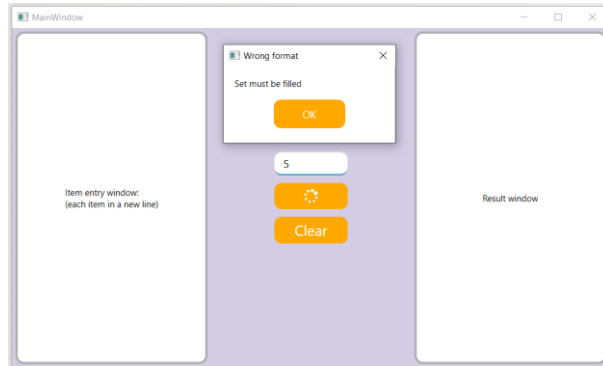 MainWindow
Wrong format
Set must be filled
OK
5
Item entry window:
(each item in a new line)
Clear
Result window